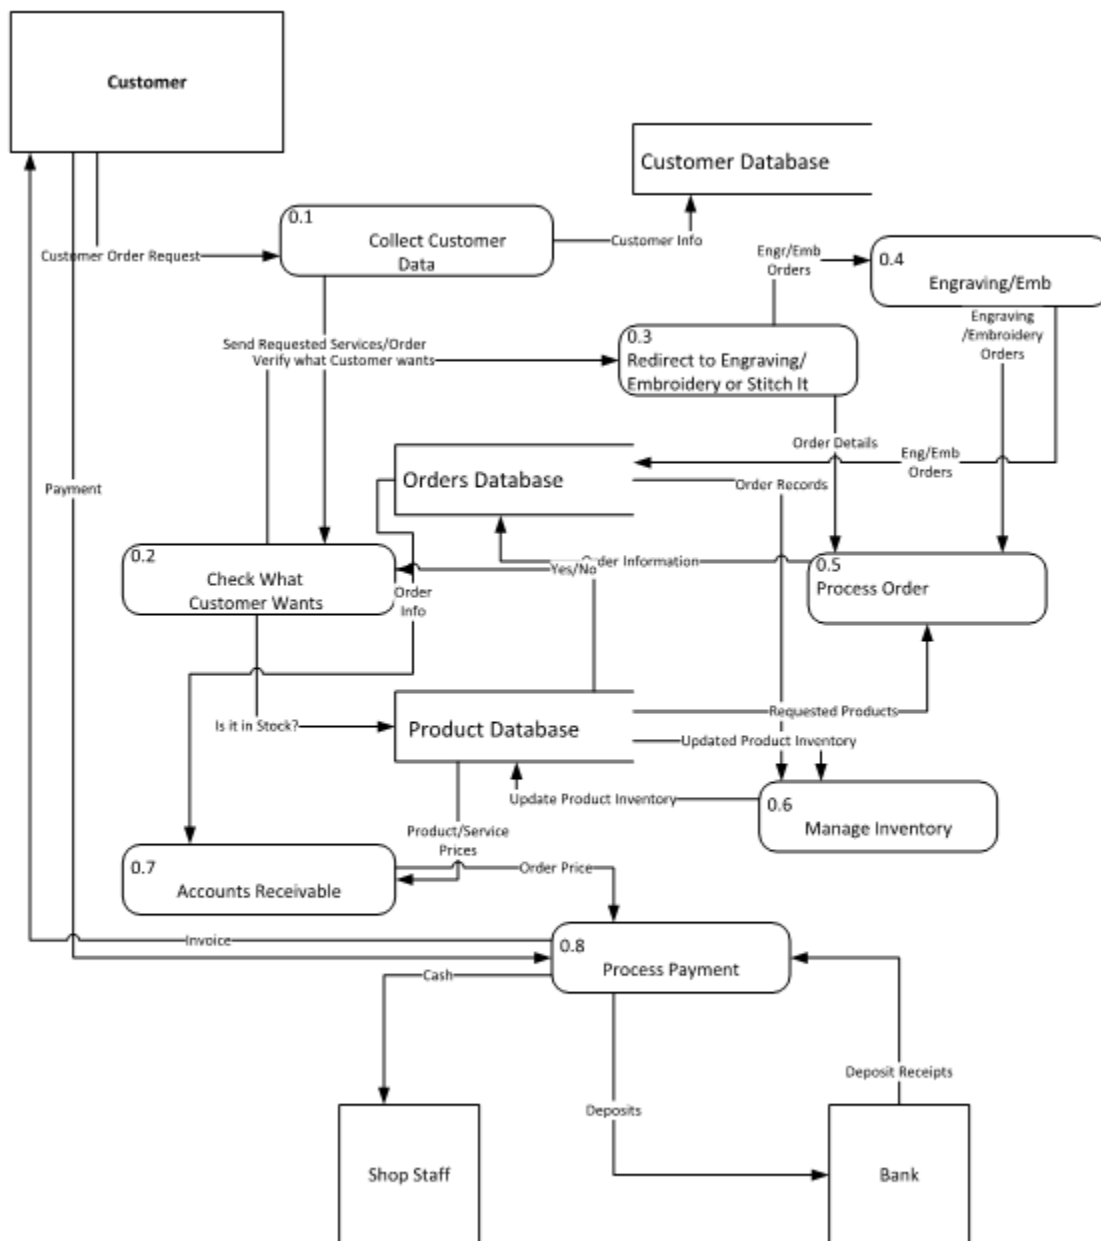 Customer
Customer Database
0.1
Collect Customer
Data
Customer Info
Customer Order Request
Engr/Emb
Orders
0.4
Engraving/Emb
Engraving
/Embroidery
Orders
Send Requested Services/Order
Verify what Customer wants
0.3
Redirect to Engraving/
Embroidery or Stitch It
Order Details
Eng/Emb
Orders
Payment
Orders Database
Order Records
0.2
Check What
Customer Wants
Yes/No
Order Information
Order
Info
0.5
Process Order
Is it in Stock?
Product Database
Requested Products
Updated Product Inventory
Update Product Inventory
0.6
Manage Inventory
Product/Service
Prices
0.7
Accounts Receivable
Order Price
Invoice
0.8
Process Payment
Cash
Deposit Receipts
Deposits
Shop Staff
Bank